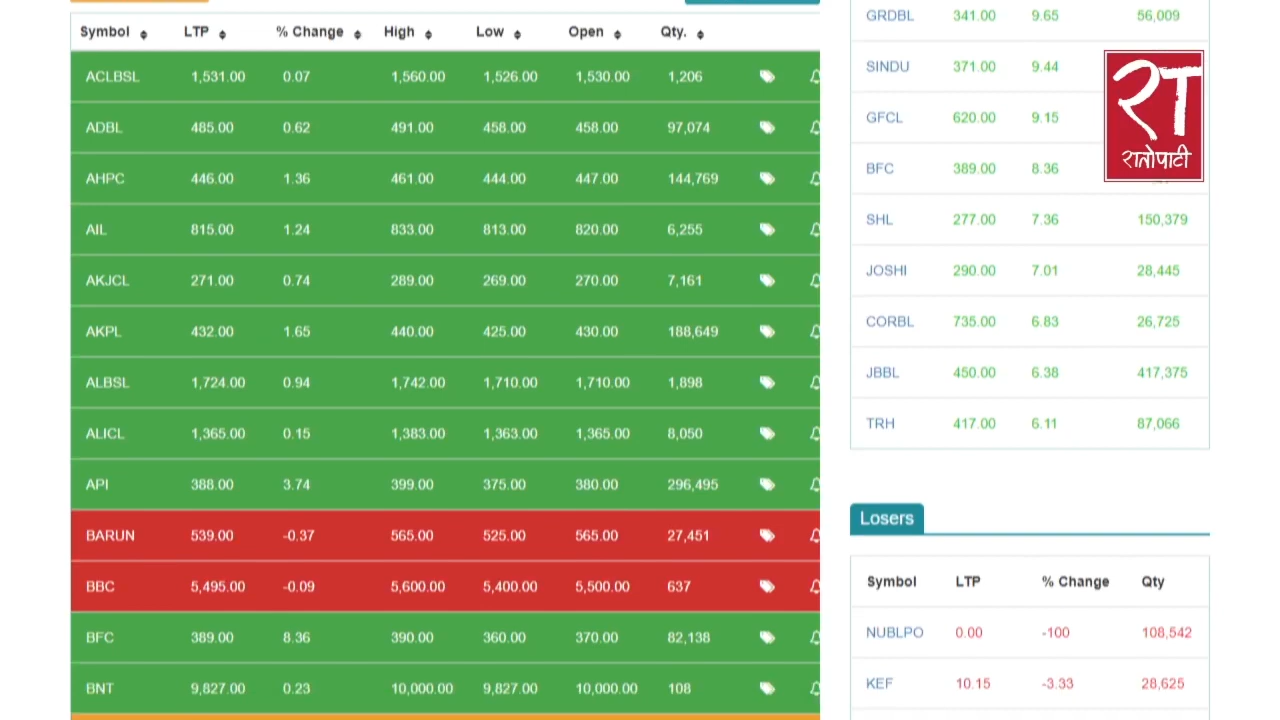 Symbol LTP % Change High Low Open Qty.
ACLBSL 1,531.00 0.07 1,560.00 1,526.00 1,530.00 1,206
ADBL 485.00 0.62 491.00 458.00 458.00 97,074
AHPC 446.00 1.36 461.00 444.00 447.00 144,769
AIL 815.00 1.24 833.00 813.00 820.00 6,255
AKJCL 271.00 0.74 289.00 269.00 270.00 7,161
AKPL 432.00 1.65 440.00 425.00 430.00 188,649
ALBSL 1,724.00 0.94 1,742.00 1,710.00 1,710.00 1,898
ALICL 1,365.00 0.15 1,383.00 1,363.00 1,365.00 8,050
API 388.00 3.74 399.00 375.00 380.00 296,495
BARUN 539.00 -0.37 565.00 525.00 565.00 27,451
BBC 5,495.00 -0.09 5,600.00 5,400.00 5,500.00 637
BFC 389.00 8.36 390.00 360.00 370.00 82,138
BNT 9,827.00 0.23 10,000.00 9,827.00 10,000.00 108
GRDBL 341.00 9.65 56,009
SINDU 371.00 9.44
GFCL 620.00 9.15
BFC 389.00 8.36
SHL 277.00 7.36 150,379
JOSHI 290.00 7.01 28,445
CORBL 735.00 6.83 26,725
JBBL 450.00 6.38 417,375
TRH 417.00 6.11 87,066
रा
रातोपाटी
Losers
Symbol LTP % Change Qty
NUBLPO 0.00 -100 108,542
KEF 10.15 -3.33 28,625